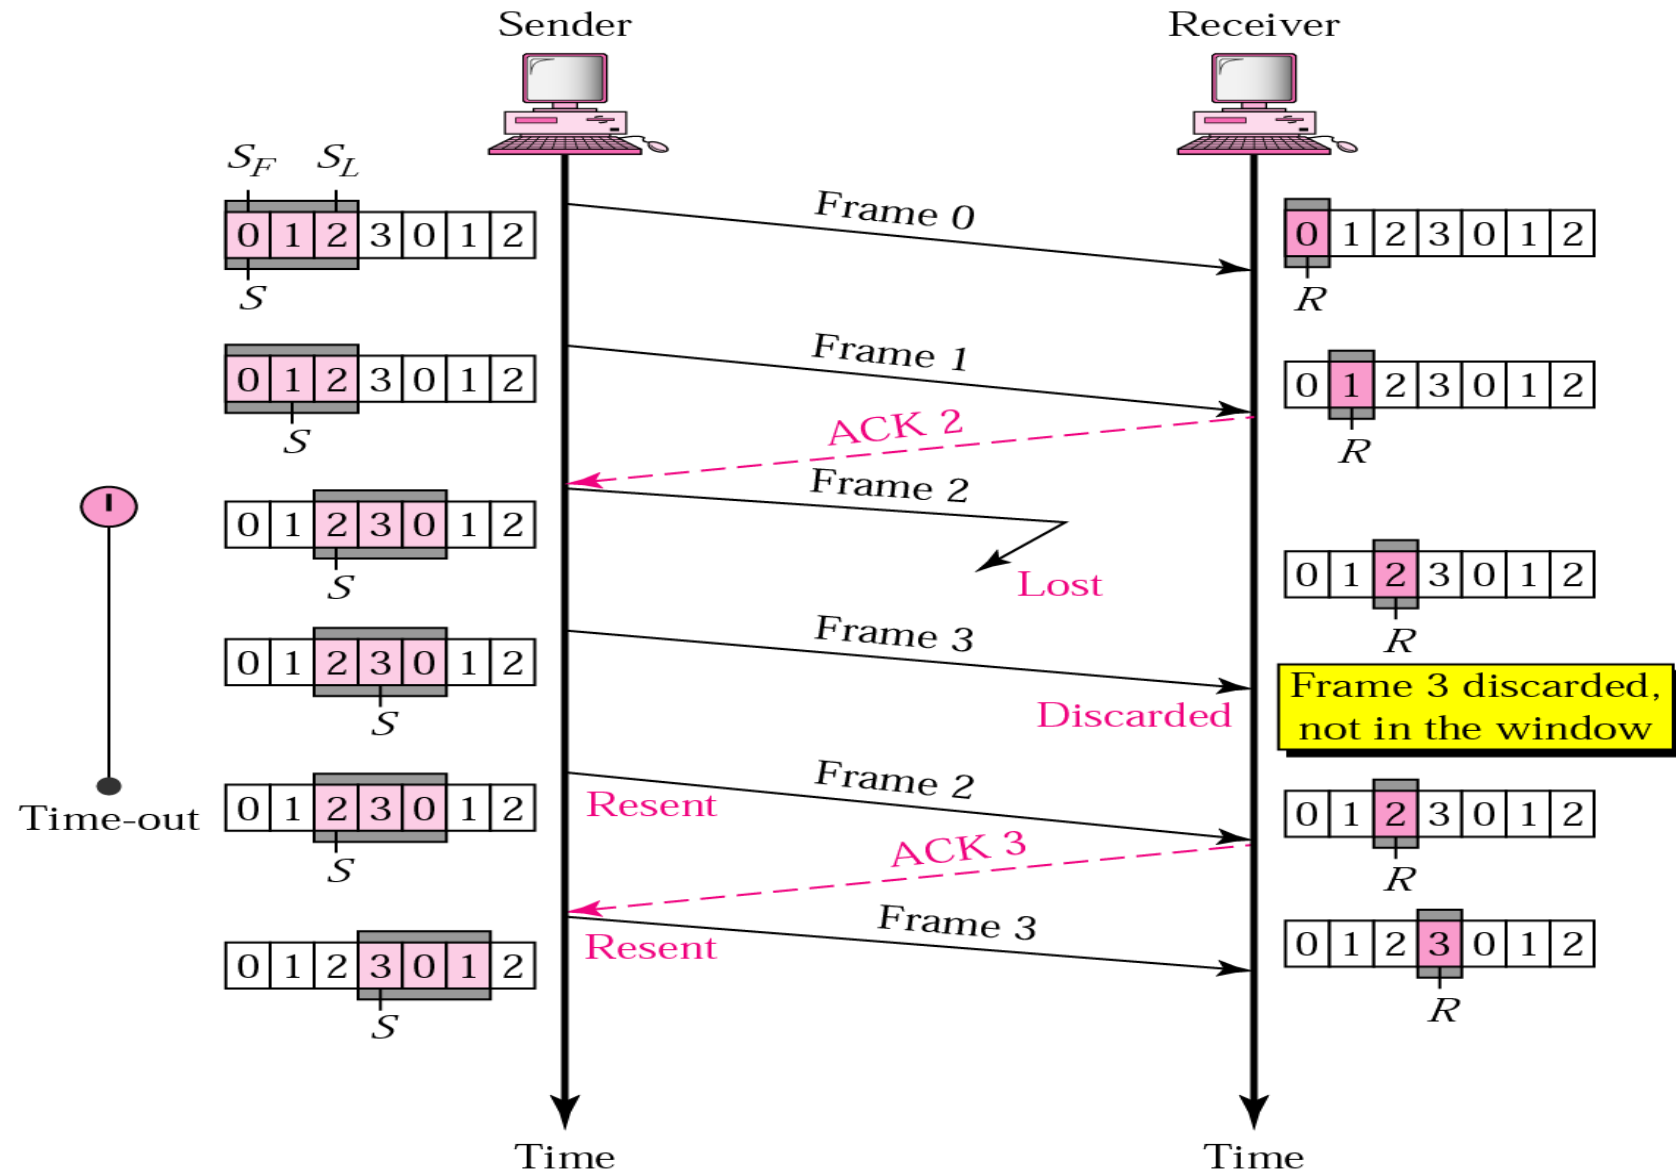 Sender
Receiver
S_F S_L
Frame 0
0 1 2 3 0 1 2
0 1 2 3 0 1 2
S
R
Frame 1
0 1 2 3 0 1 2
0 1 2 3 0 1 2
ACK 2
S
R
Frame 2
0 1 2 3 0 1 2
Lost
0 1 2 3 0 1 2
S
R
Frame 3
0 1 2 3 0 1 2
Discarded
Frame 3 discarded,
not in the window
S
Frame 2
Time-out
0 1 2 3 0 1 2
Resent
0 1 2 3 0 1 2
ACK 3
S
R
Frame 3
0 1 2 3 0 1 2
Resent
0 1 2 3 0 1 2
S
R
Time
Time